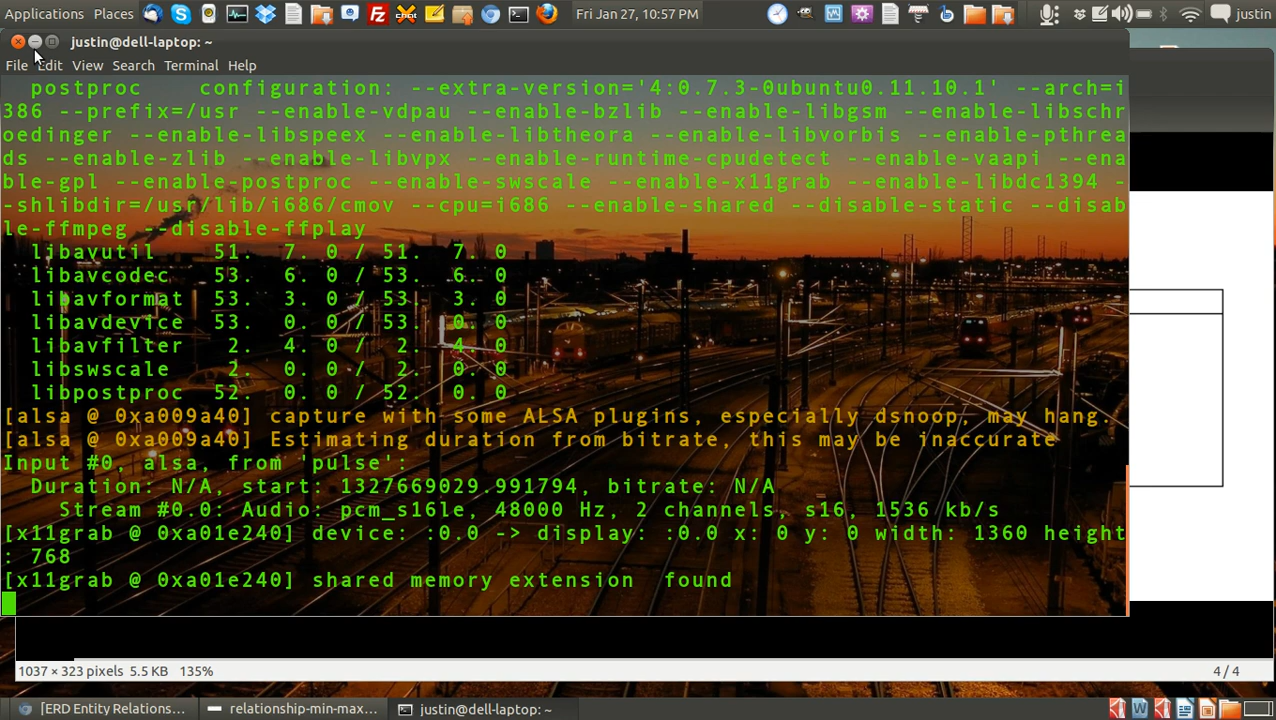 Applications Places Fri Jan 27, 10:57 PM justin
justin@dell-laptop: ~
File Edit View Search Terminal Help
postproc configuration: --extra-version='4:0.7.3-0ubuntu0.11.10.1' --arch=i
386 --prefix=/usr --enable-vdpau --enable-bzlib --enable-libgsm --enable-libschr
oedinger --enable-libspeex --enable-libtheora --enable-libvorbis --enable-pthrea
ds --enable-zlib --enable-libvpx --enable-runtime-cpudetect --enable-vaapi --ena
ble-gpl --enable-postproc --enable-swscale --enable-x11grab --enable-libdc1394 -
-shlibdir=/usr/lib/i686/cmov --cpu=i686 --enable-shared --disable-static --disab
le-ffmpeg --disable-ffplay
libavutil 51. 7. 0 / 51. 7. 0
libavcodec 53. 6. 0 / 53. 6. 0
libavformat 53. 3. 0 / 53. 3. 0
libavdevice 53. 0. 0 / 53. 0. 0
libavfilter 2. 4. 0 / 2. 4. 0
libswscale 2. 0. 0 / 2. 0. 0
libpostproc 52. 0. 0 / 52. 0. 0
[alsa @ 0xa009a40] capture with some ALSA plugins, especially dsnoop, may hang.
[alsa @ 0xa009a40] Estimating duration from bitrate, this may be inaccurate
Input #0, alsa, from 'pulse':
Duration: N/A, start: 1327669029.991794, bitrate: N/A
Stream #0.0: Audio: pcm_s16le, 48000 Hz, 2 channels, s16, 1536 kb/s
[x11grab @ 0xa01e240] device: :0.0 -> display: :0.0 x: 0 y: 0 width: 1360 height
: 768
[x11grab @ 0xa01e240] shared memory extension found
1037 × 323 pixels 5.5 KB 135% 4 / 4
[ERD Entity Relations... relationship-min-max... justin@dell-laptop: ~